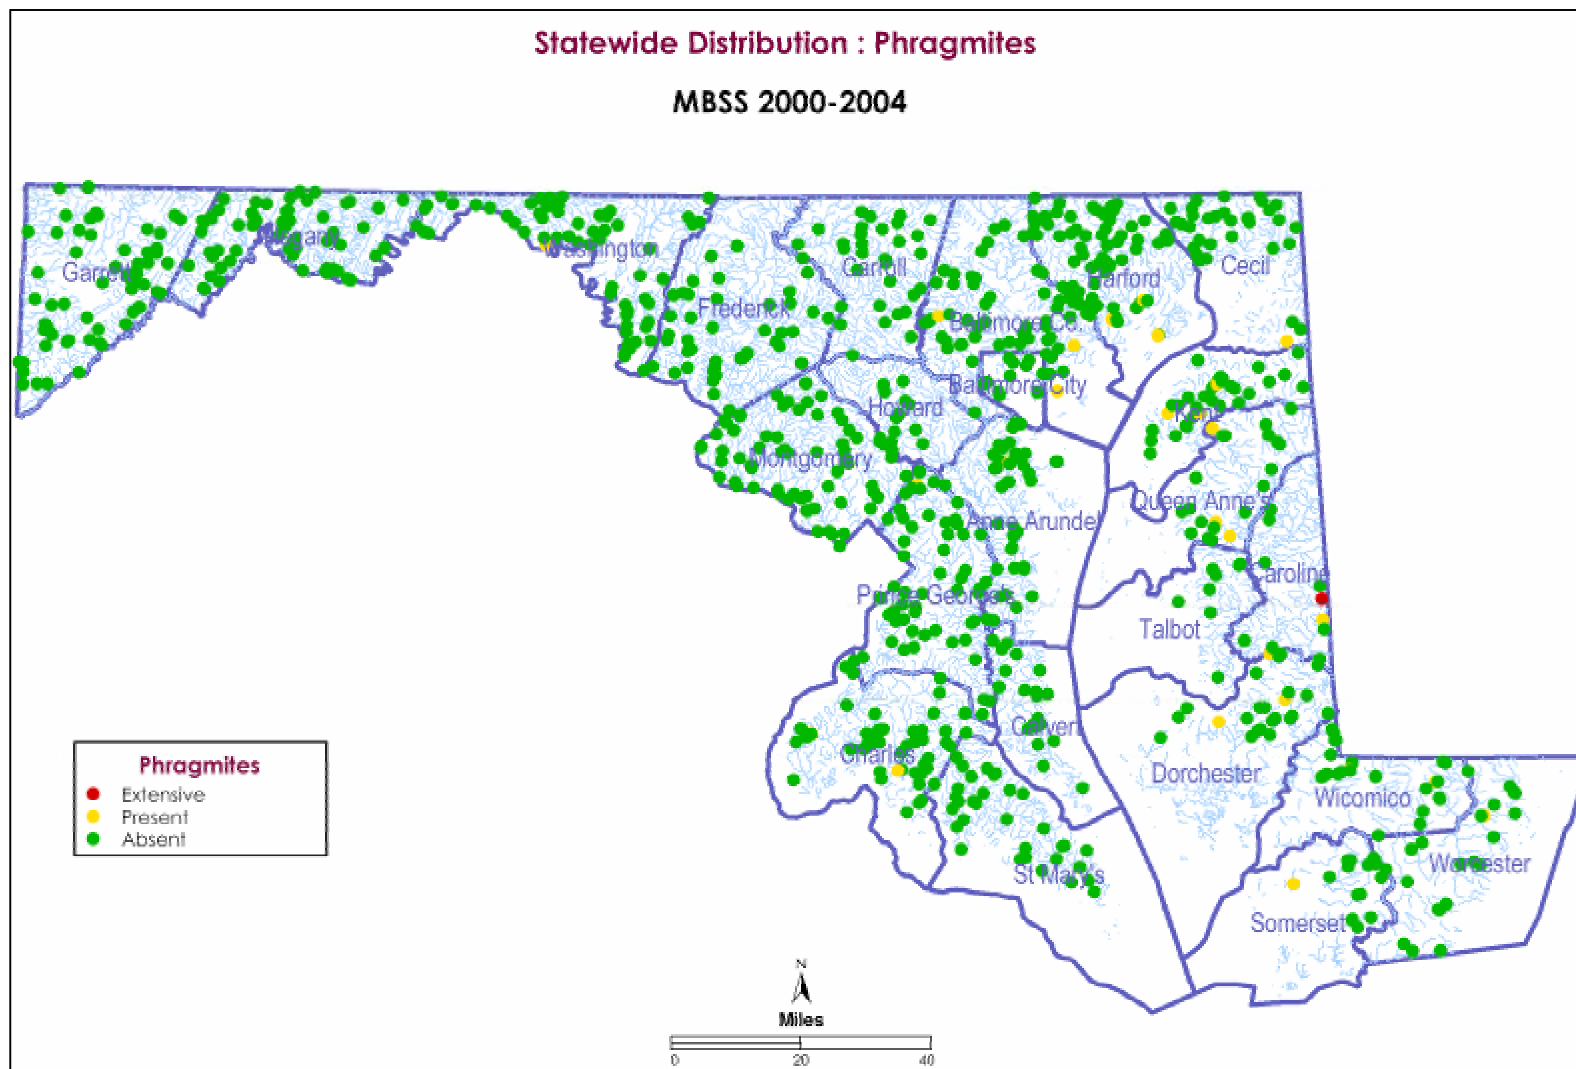 Statewide Distribution : Phragmites
MBSS 2000-2004
Garrett
Allegany
Washington
Frederick
Carroll
Baltimore Co.
Harford
Cecil
Baltimore City
Howard
Kent
Montgomery
Queen Anne's
Anne Arundel
Caroline
Prince George's
Talbot
Calvert
Charles
Dorchester
Wicomico
St Mary's
Worcester
Somerset
Phragmites
Extensive
Present
Absent
N
Miles
0 20 40